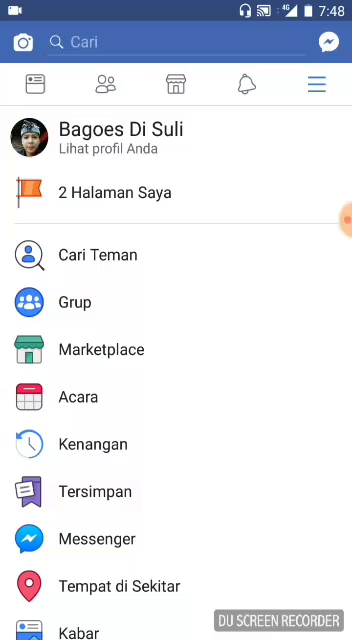 4G 7:48
Cari
Bagoes Di Suli
Lihat profil Anda
2 Halaman Saya
Cari Teman
Grup
Marketplace
Acara
Kenangan
Tersimpan
Messenger
Tempat di Sekitar
Kabar
DU SCREEN RECORDER